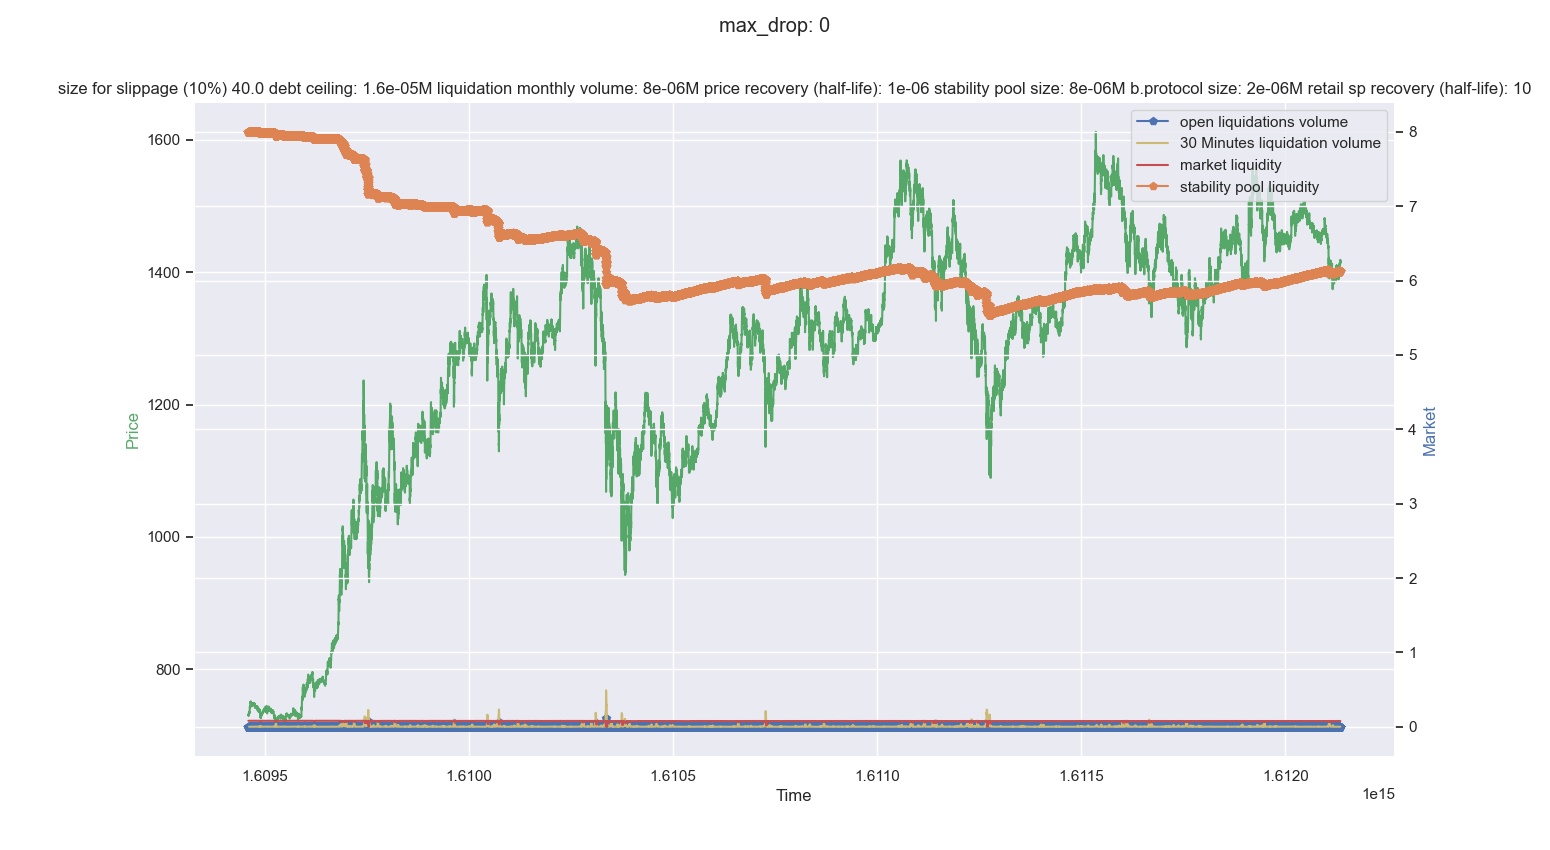 max_drop: 0
size for slippage (10%) 40.0 debt ceiling: 1.6e-05M liquidation monthly volume: 8e-06M price recovery (half-life): 1e-06 stability pool size: 8e-06M b.protocol size: 2e-06M retail sp recovery (half-life): 10
open liquidations volume
30 Minutes liquidation volume
market liquidity
stability pool liquidity
1600
1400
1200
1000
800
Price
8
7
6
5
4
3
2
1
0
Market
1.6095 1.6100 1.6105 1.6110 1.6115 1.6120
Time
1e15